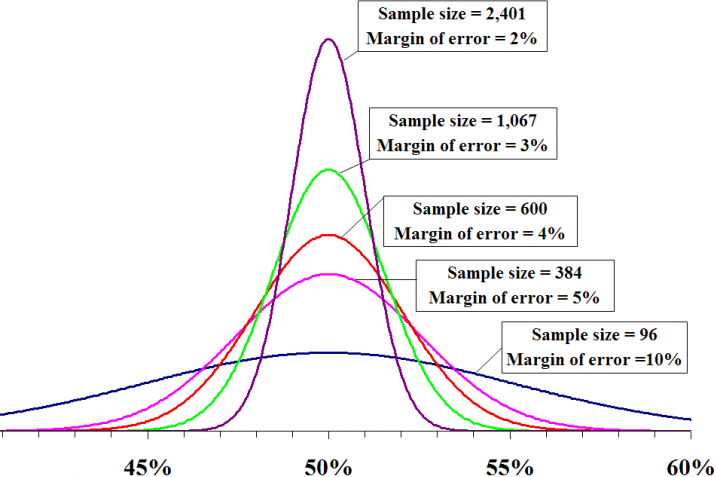 Sample size = 2,401
Margin of error = 2%
Sample size = 1,067
Margin of error = 3%
Sample size = 600
Margin of error = 4%
Sample size = 384
Margin of error = 5%
Sample size = 96
Margin of error =10%
45% 50% 55% 60%